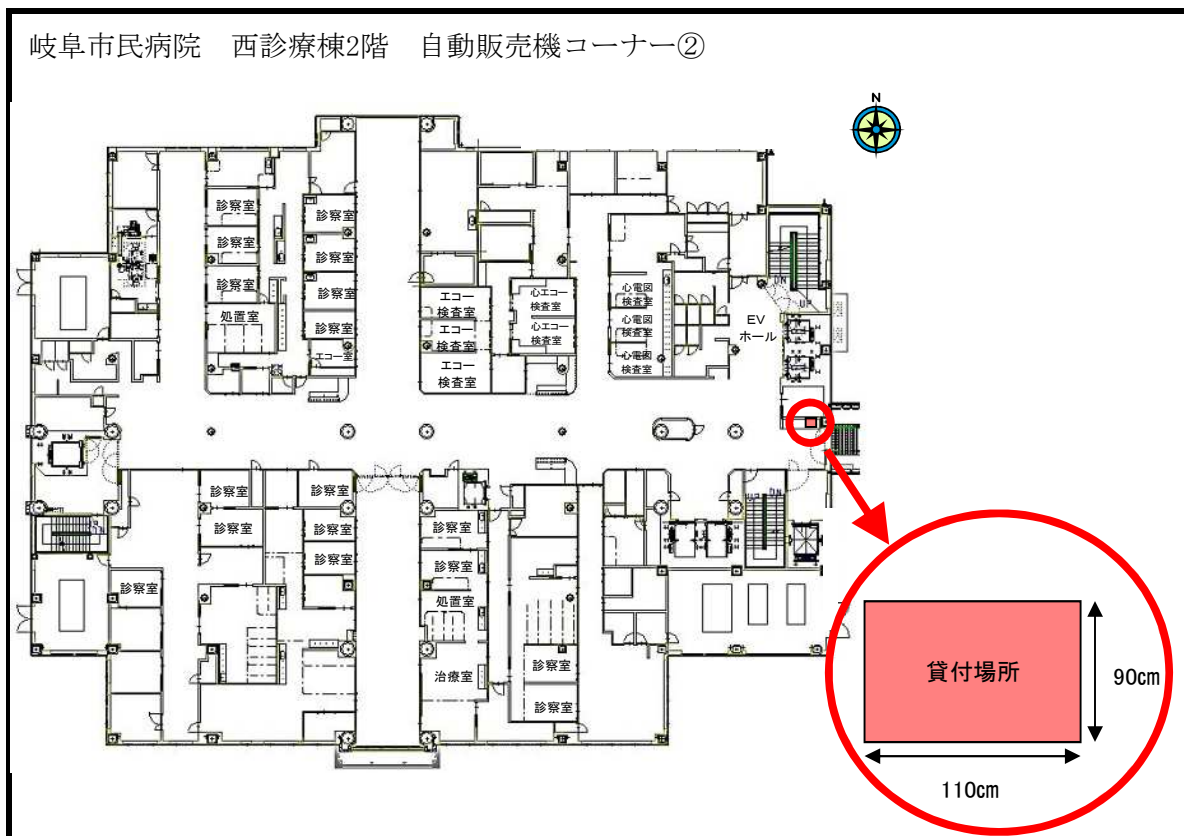 岐阜市民病院　西診療棟2階　自動販売機コーナー②
N
診察室
診察室
診察室
処置室
診察室
診察室
診察室
診察室
エコー室
エコー
検査室
エコー
検査室
エコー
検査室
心エコー
検査室
心エコー
検査室
心電図
検査室
心電図
検査室
心電図
検査室
DN
UP
EV
ホール
診察室
診察室
診察室
診察室
診察室
診察室
診察室
診察室
処置室
治療室
診察室
診察室
貸付場所
90㎝
110㎝